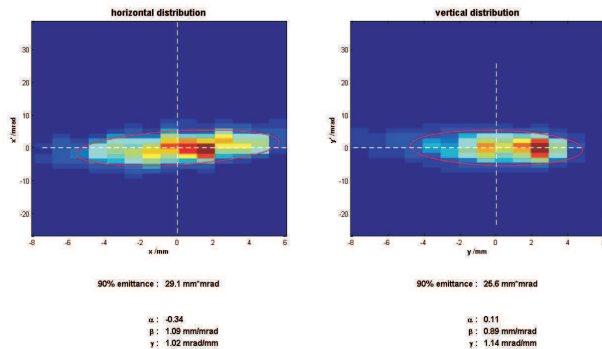 horizontal distribution
vertical distribution
30
20
10
0
-10
-20
x'/mrad
-8
-6
-4
-2
0
2
4
6
x /mm
30
20
10
0
-10
-20
y'/mrad
-8
-6
-4
-2
0
2
4
y /mm
90% emittance : 29.1 mm*mrad
90% emittance : 25.6 mm*mrad
α : -0.34
β : 1.09 mm/mrad
γ : 1.02 mrad/mm
α : 0.11
β : 0.89 mm/mrad
γ : 1.14 mrad/mm